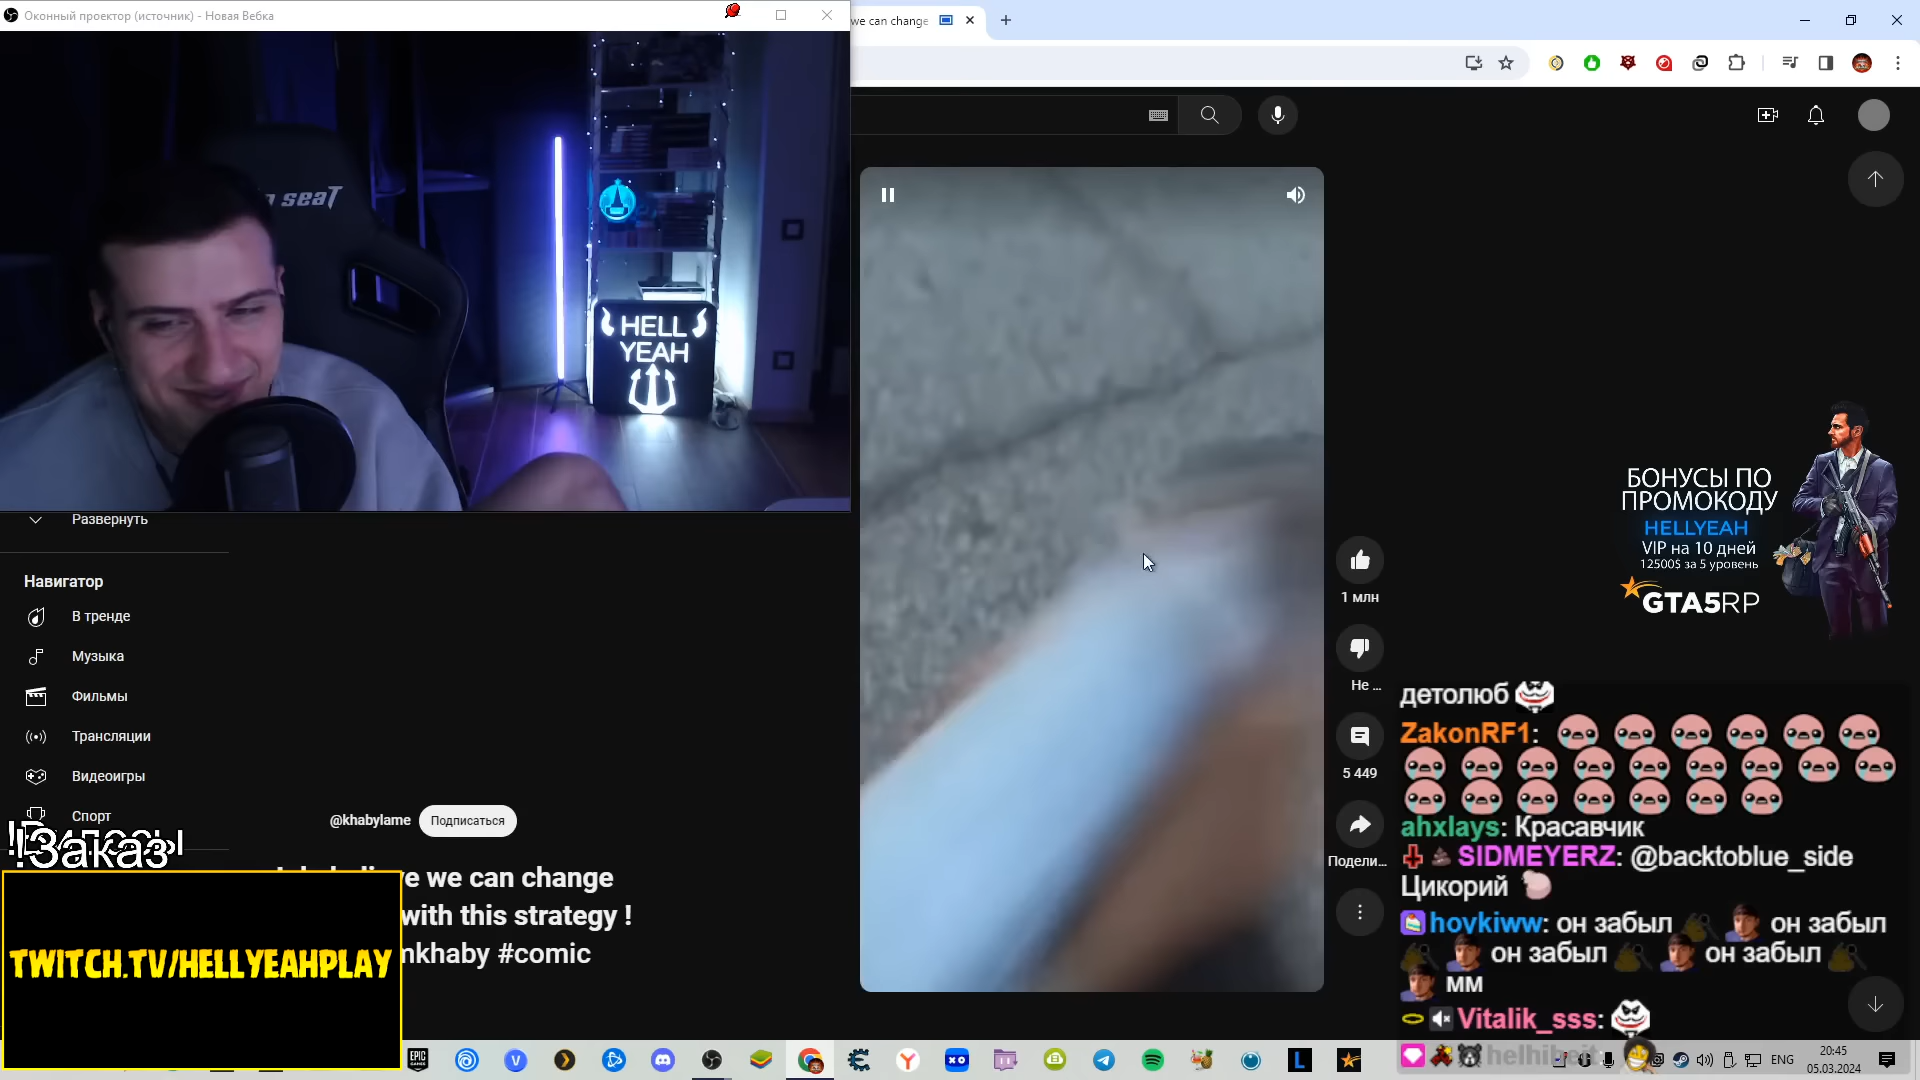 Оконный проектор (источник) - Новая Вебка
we can change
seat
HELL
YEAH
Развернуть
Навигатор
В тренде
Музыка
Фильмы
Трансляции
Видеоигры
Спорт
!Заказ
TWITCH.TV/HELLYEAHPLAY
@khabylame
Подписаться
we can change
with this strategy !
#comic
1 млн
Не ...
5 449
Подели...
БОНУСЫ ПО
ПРОМОКОДУ
HELLYEAH
VIP на 10 дней
12500$ за 5 уровень
GTA5RP
детолюб
ZakonRF1:
ahxlays: Красавчик
SIDMEYERZ: @backtoblue_side
Цикорий
hovkiww: он забыл он забыл
он забыл он забыл
мм
Vitalik_sss:
EPIC
GAMES
ENG
20:45
05.03.2024